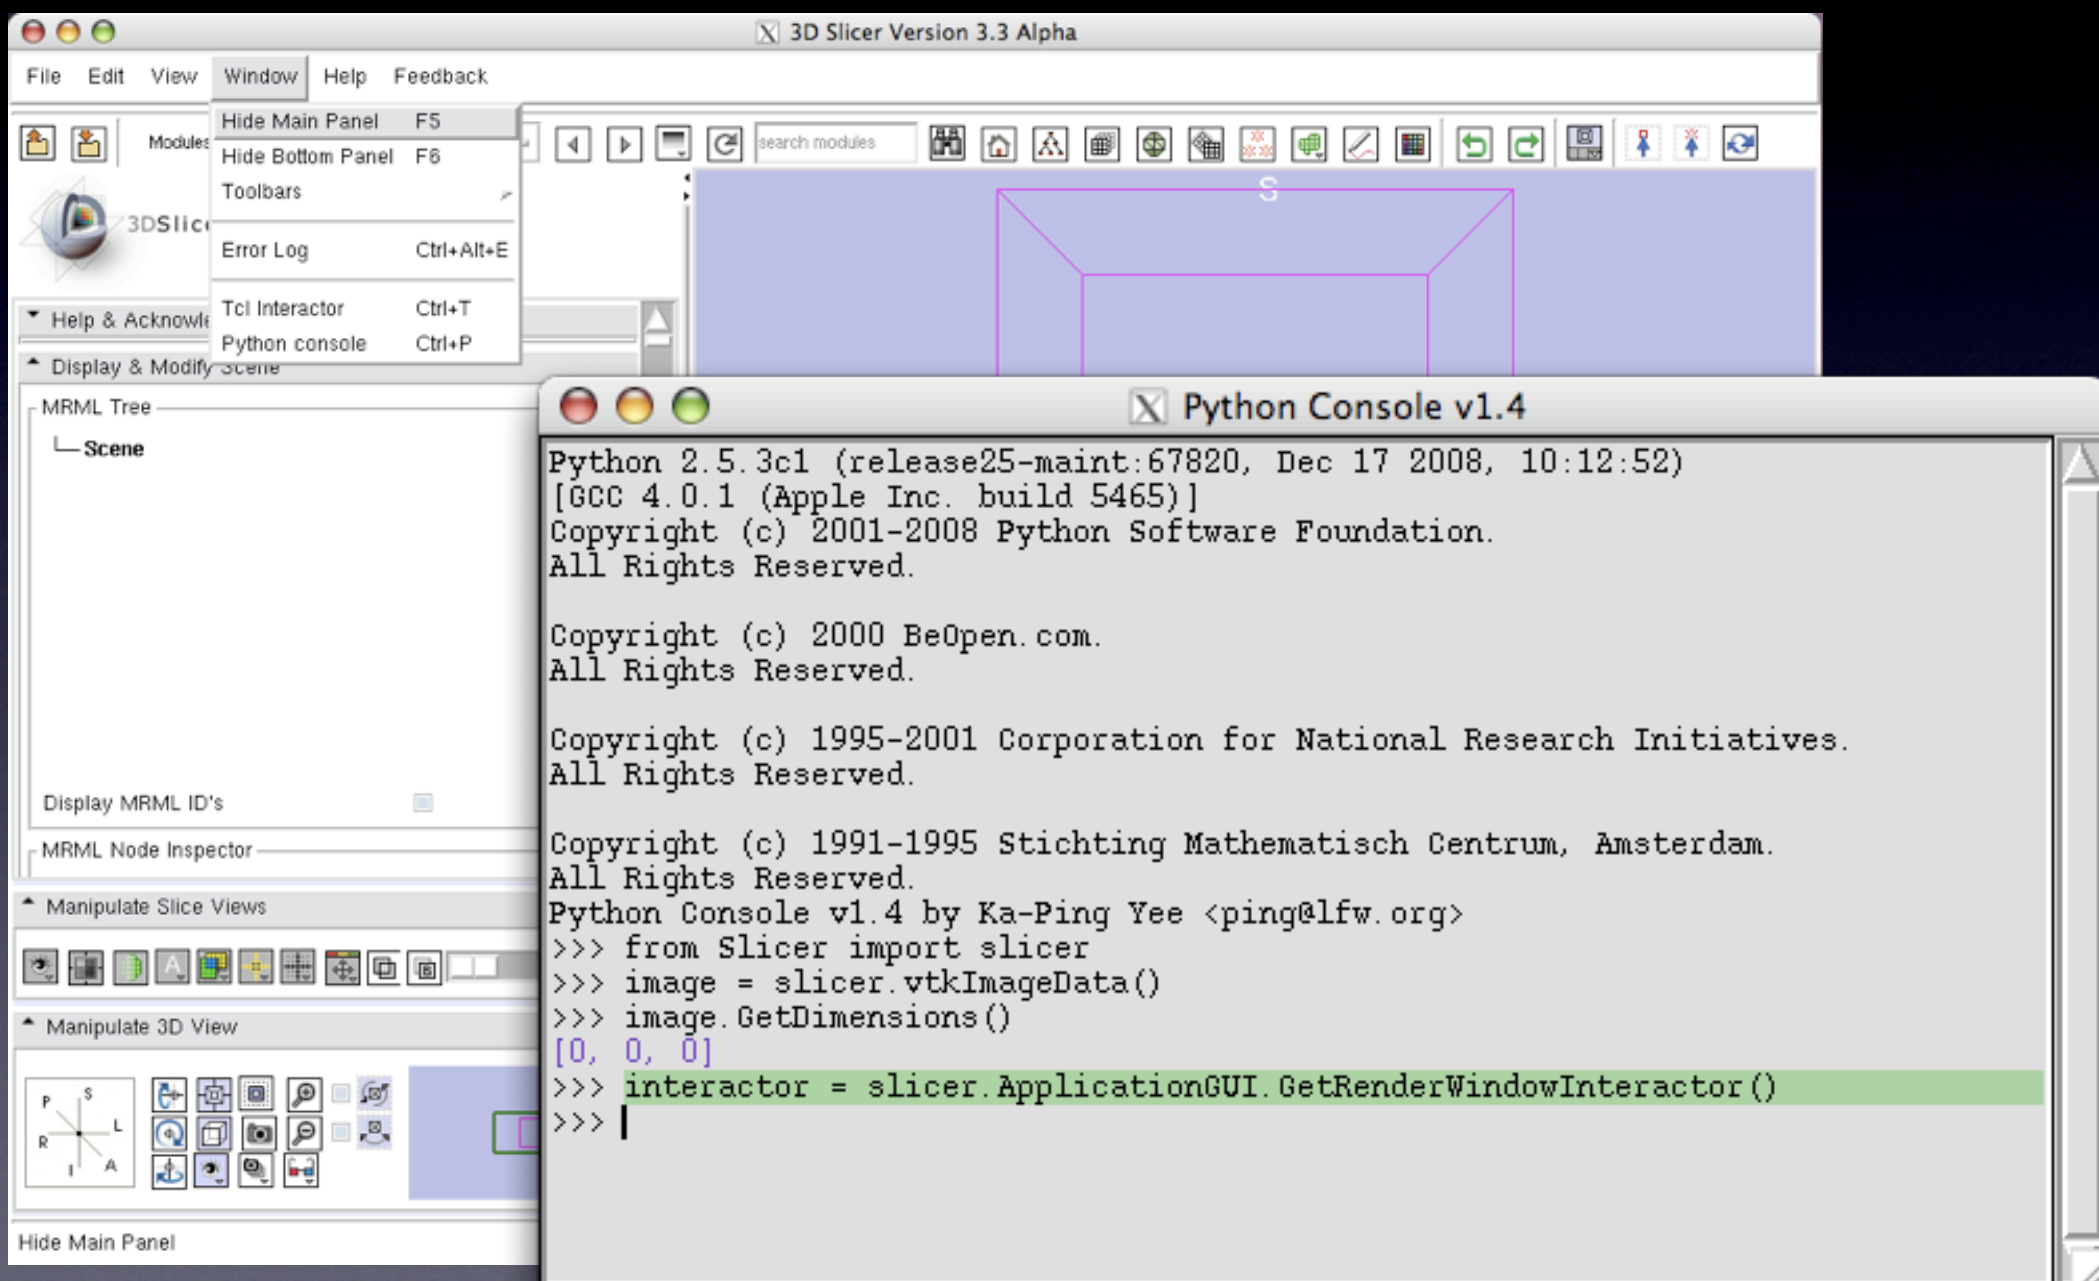 3D Slicer Version 3.3 Alpha
File Edit View Window Help Feedback
Hide Main Panel F5
Hide Bottom Panel F6
Toolbars
Error Log Ctrl+Alt+E
Tcl Interactor Ctrl+T
Python console Ctrl+P
Modules
search modules
3DSlic
S
Help & Acknowle
Display & Modify Scene
MRML Tree
Scene
Display MRML ID's
MRML Node Inspector
Manipulate Slice Views
Manipulate 3D View
P S
R L
I A
Hide Main Panel
Python Console v1.4
Python 2.5.3c1 (release25-maint:67820, Dec 17 2008, 10:12:52)
[GCC 4.0.1 (Apple Inc. build 5465)]
Copyright (c) 2001-2008 Python Software Foundation.
All Rights Reserved.
Copyright (c) 2000 BeOpen.com.
All Rights Reserved.
Copyright (c) 1995-2001 Corporation for National Research Initiatives.
All Rights Reserved.
Copyright (c) 1991-1995 Stichting Mathematisch Centrum, Amsterdam.
All Rights Reserved.
Python Console v1.4 by Ka-Ping Yee <ping@lfw.org>
>>> from Slicer import slicer
>>> image = slicer.vtkImageData()
>>> image.GetDimensions()
[0, 0, 0]
>>> interactor = slicer.ApplicationGUI.GetRenderWindowInteractor()
>>>